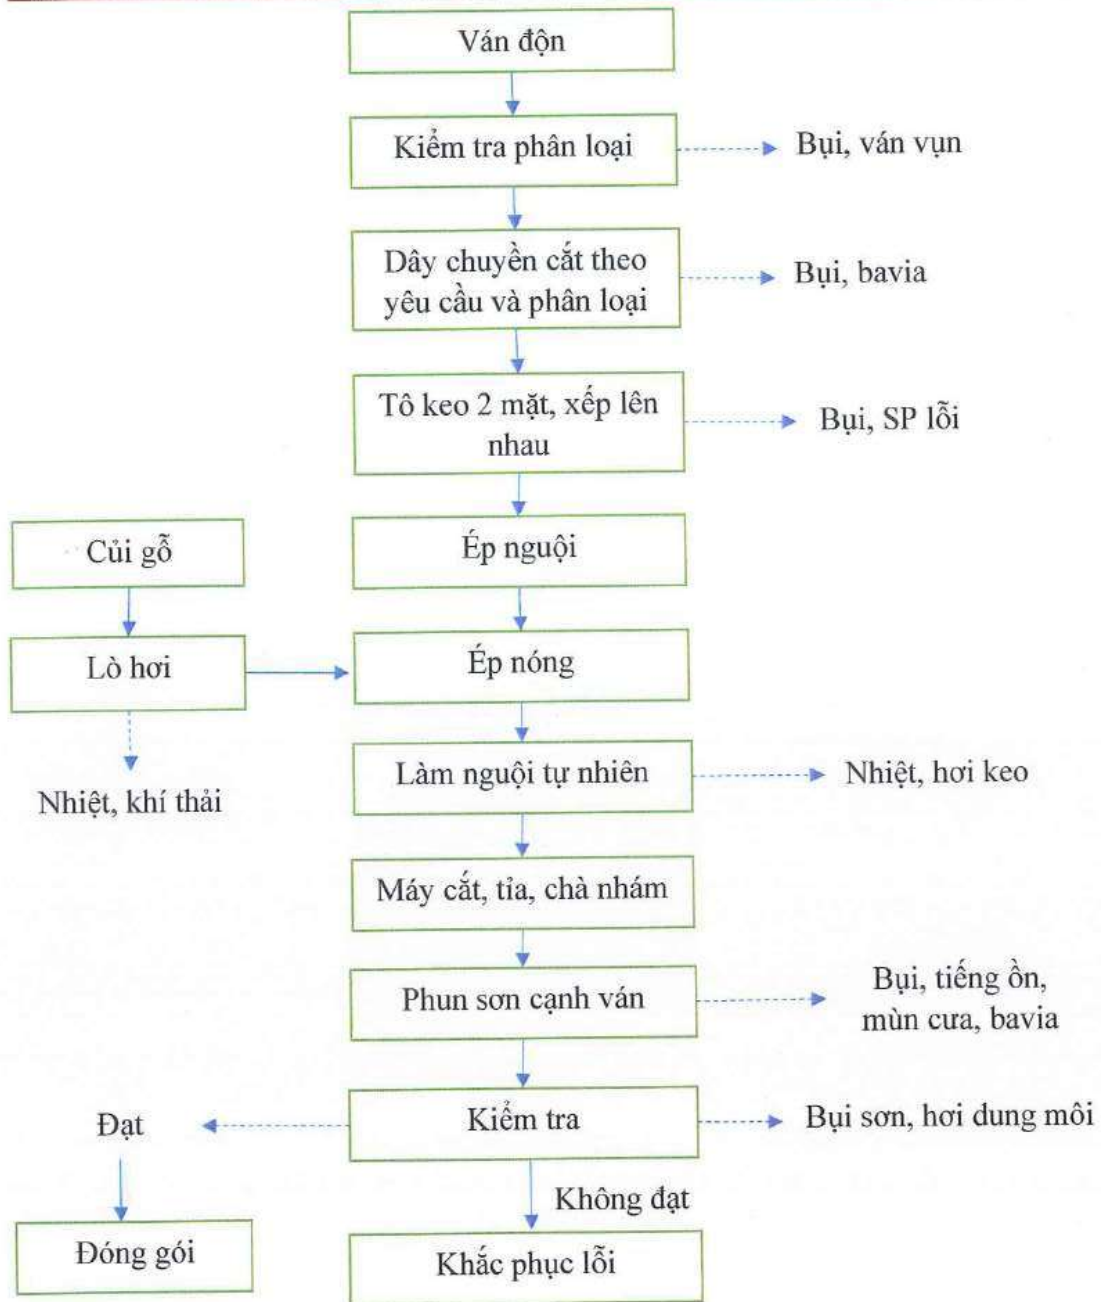 Ván độn
Kiểm tra phân loại
Bụi, ván vụn
Dây chuyền cắt theo
yêu cầu và phân loại
Bụi, bavia
Tô keo 2 mặt, xếp lên
nhau
Bụi, SP lỗi
Củi gỗ
Ép nguội
Lò hơi
Ép nóng
Nhiệt, khí thải
Làm nguội tự nhiên
Nhiệt, hơi keo
Máy cắt, tỉa, chà nhám
Phun sơn cạnh ván
Bụi, tiếng ồn,
mùn cưa, bavia
Đạt
Kiểm tra
Bụi sơn, hơi dung môi
Không đạt
Đóng gói
Khắc phục lỗi